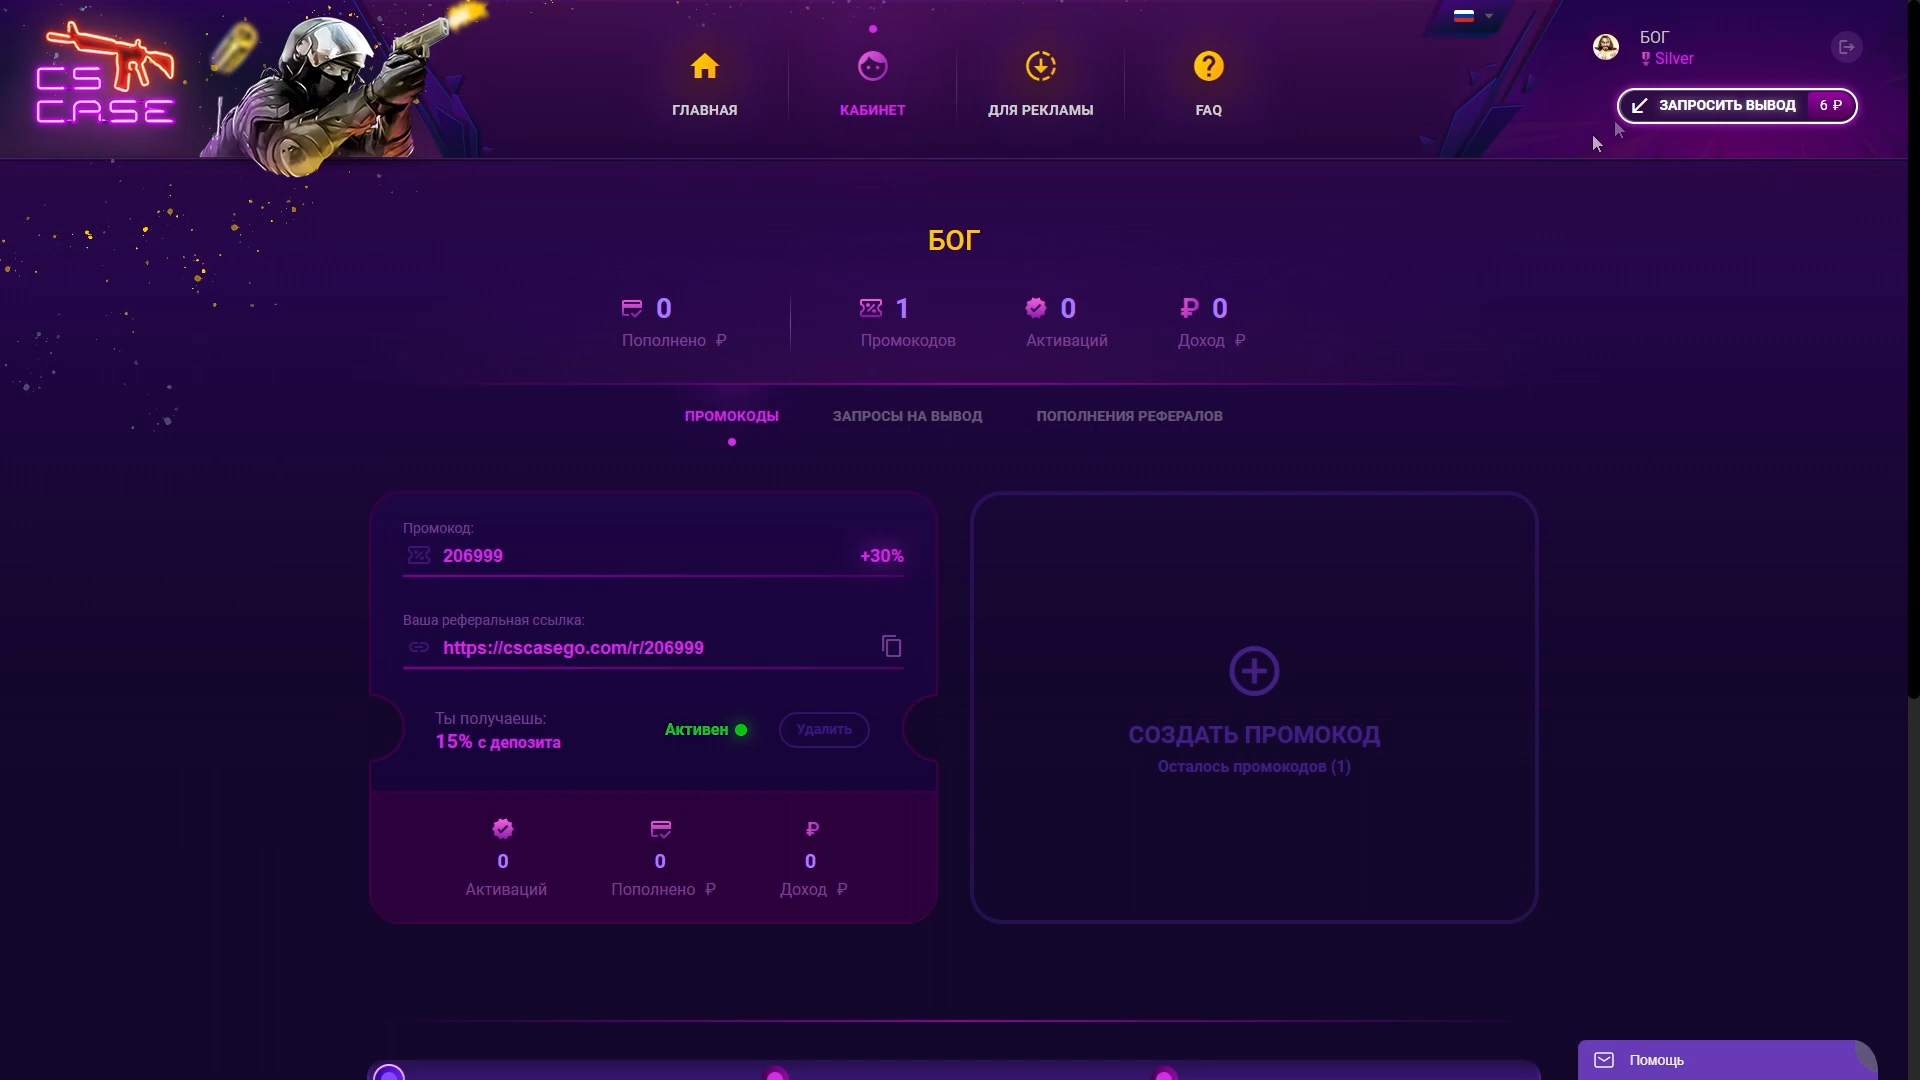 CS
CASE
ГЛАВНАЯ
КАБИНЕТ
ДЛЯ РЕКЛАМЫ
FAQ
БОГ
Silver
ЗАПРОСИТЬ ВЫВОД 6 ₽
БОГ
0
Пополнено ₽
1
Промокодов
0
Активаций
₽ 0
Доход ₽
ПРОМОКОДЫ
ЗАПРОСЫ НА ВЫВОД
ПОПОЛНЕНИЯ РЕФЕРАЛОВ
Промокод:
206999 +30%
Ваша реферальная ссылка:
https://cscasego.com/r/206999
Ты получаешь:
15% с депозита
Активен
Удалить
0
Активаций
0
Пополнено ₽
₽
0
Доход ₽
СОЗДАТЬ ПРОМОКОД
Осталось промокодов (1)
Помощь